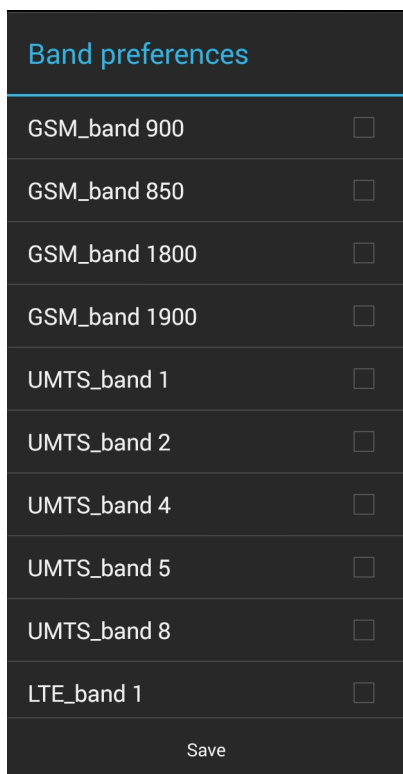 Band preferences
GSM_band 900
GSM_band 850
GSM_band 1800
GSM_band 1900
UMTS_band 1
UMTS_band 2
UMTS_band 4
UMTS_band 5
UMTS_band 8
LTE_band 1
Save